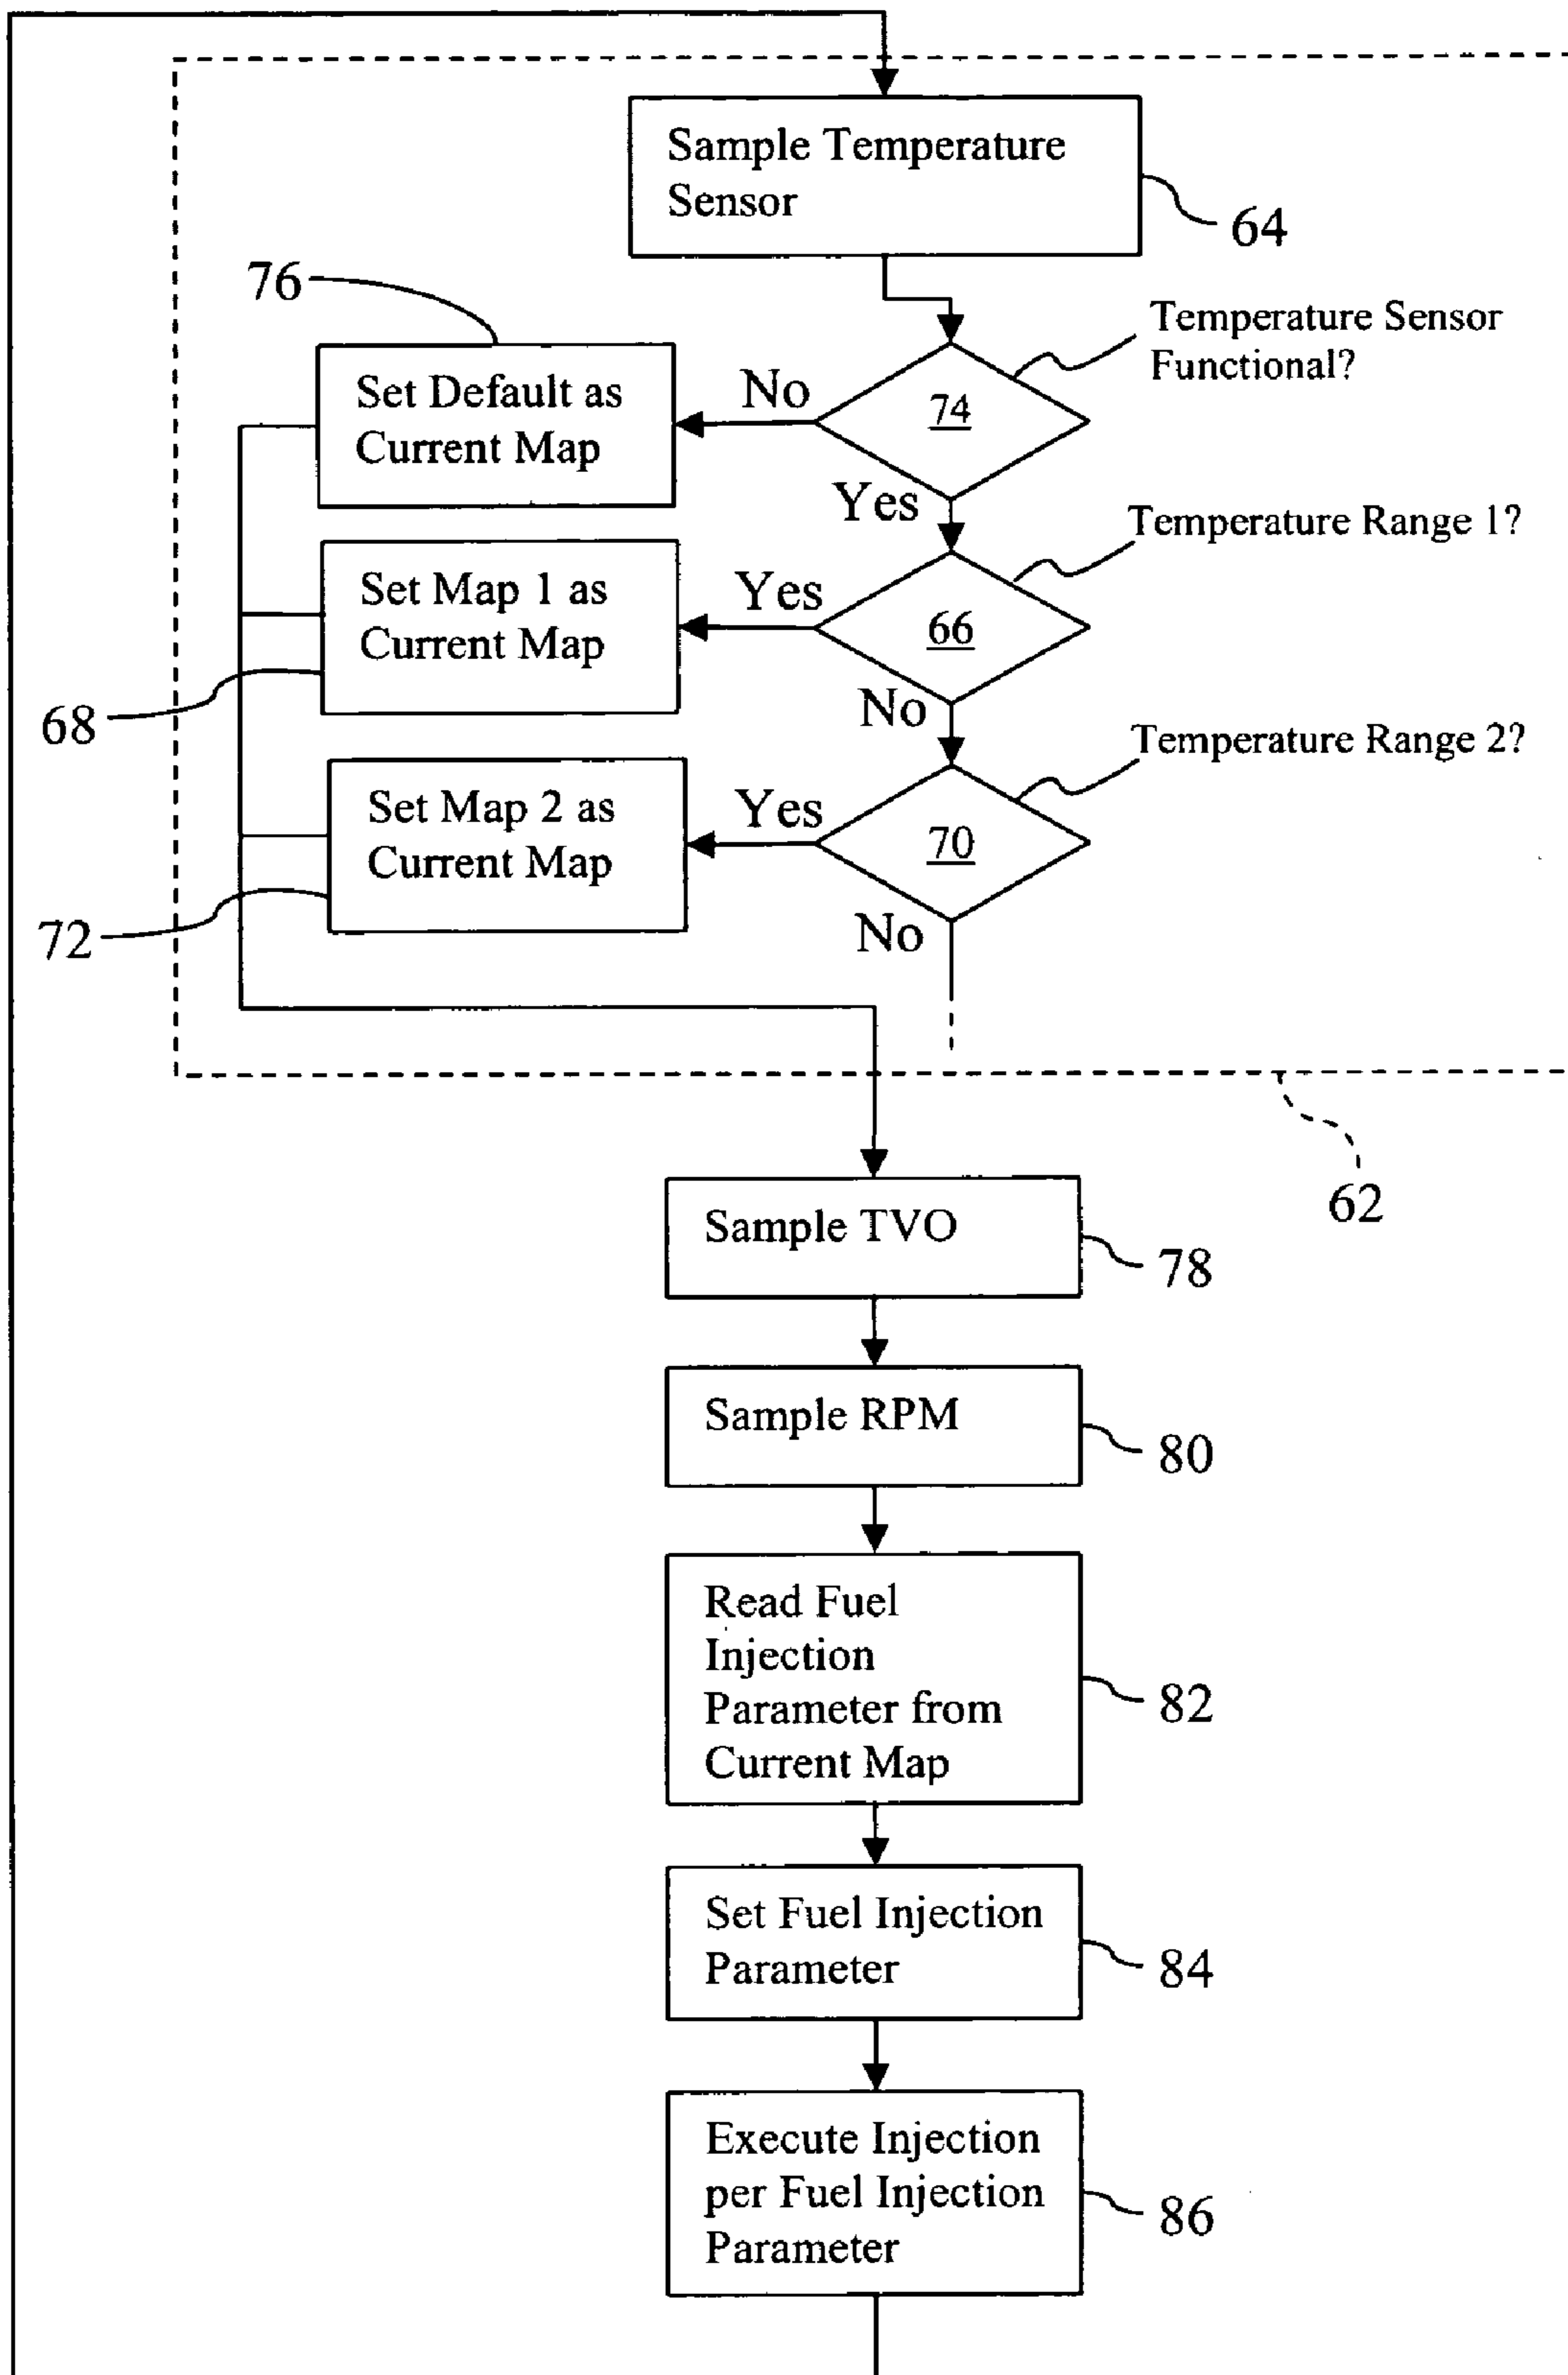 Sample Temperature
Sensor
64
76
Temperature Sensor
Functional?
Set Default as
Current Map
No
74
Yes
Temperature Range 1?
Set Map 1 as
Current Map
Yes
66
68
No
Temperature Range 2?
Set Map 2 as
Current Map
Yes
70
72
No
62
Sample TVO
78
Sample RPM
80
Read Fuel
Injection
Parameter from
Current Map
82
Set Fuel Injection
Parameter
84
Execute Injection
per Fuel Injection
Parameter
86